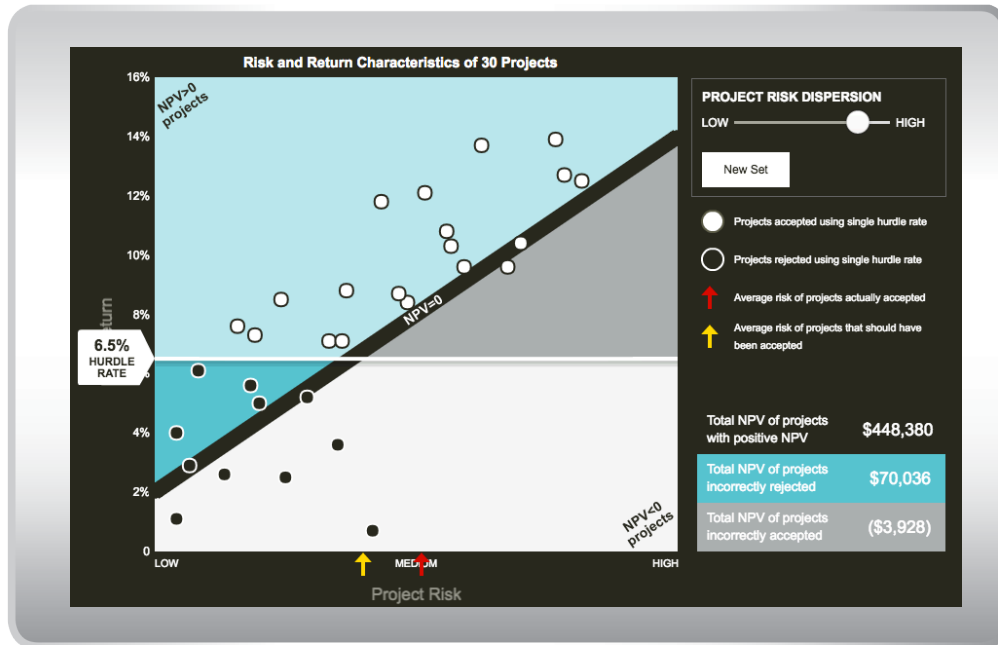 Risk and Return Characteristics of 30 Projects
16%
14%
12%
10%
8%
4%
2%
0
NPV>0
projects
NPV=0
NPV<0
projects
6.5%
HURDLE
RATE
LOW
HIGH
Project Risk
PROJECT RISK DISPERSION
LOW
HIGH
New Set
Projects accepted using single hurdle rate
Projects rejected using single hurdle rate
Average risk of projects actually accepted
Average risk of projects that should have
been accepted
Total NPV of projects
with positive NPV
$448,380
Total NPV of projects
incorrectly rejected
$70,036
Total NPV of projects
incorrectly accepted
($3,928)